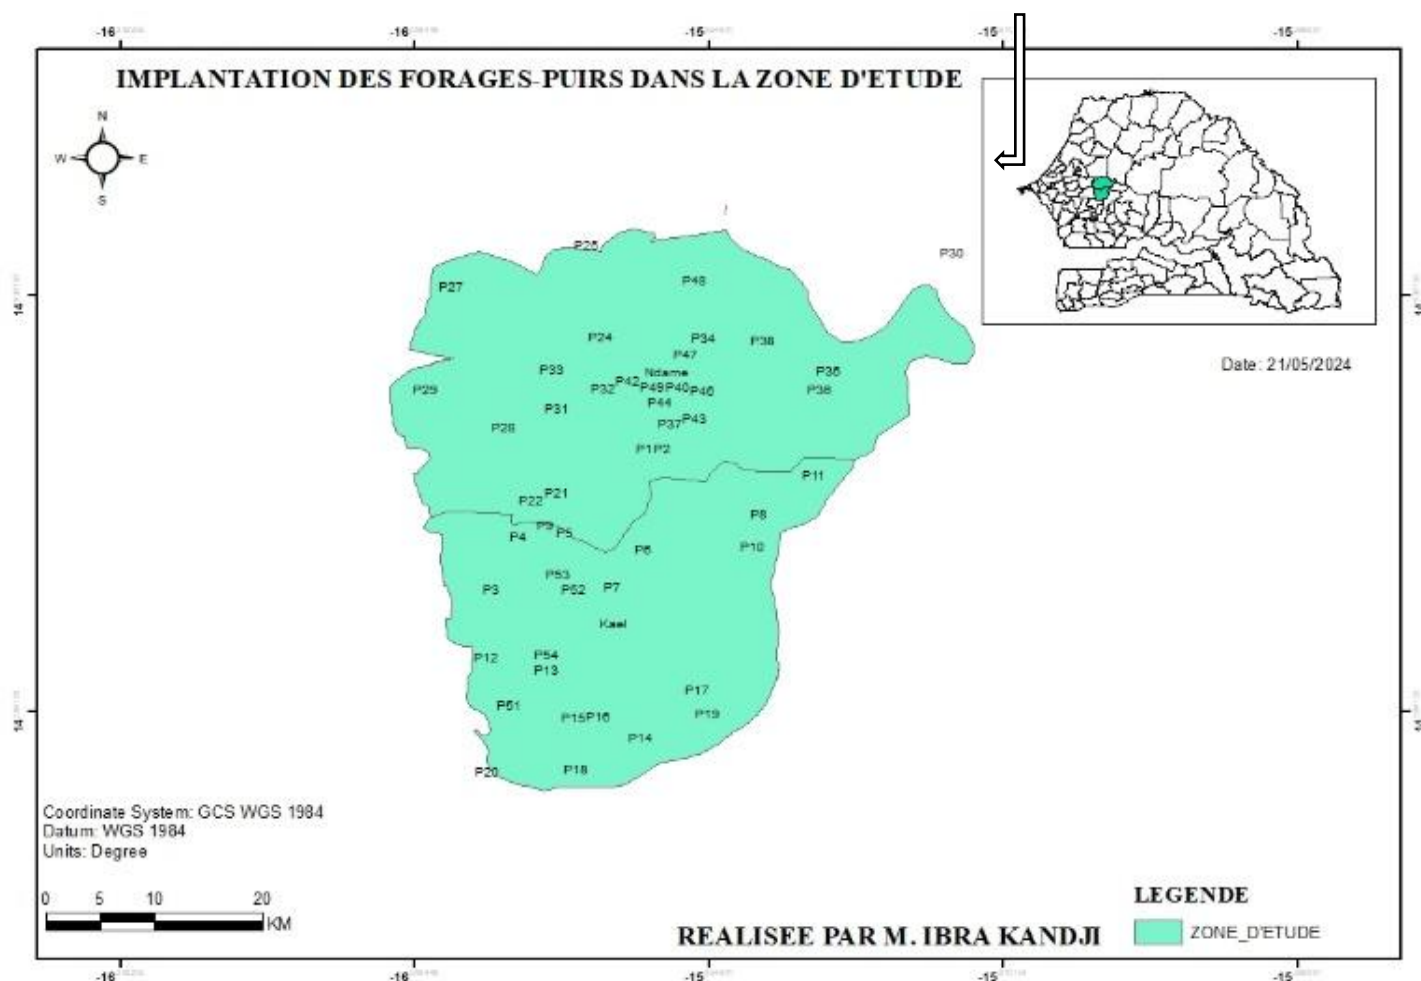 -16
-16
-15
-15
-15
IMPLANTATION DES FORAGES-PUIRS DANS LA ZONE D'ETUDE
N
W
E
S
P30
P27
P48
14
14
P24
P34
P38
P47
Date: 21/05/2024
P33
Ndame
P42
P32
P49
P40
P46
P29
P44
P31
P43
P37
P28
P1
P2
P11
P21
P22
P8
P9
P5
P4
P6
P10
P53
P3
P52
P7
Kael
P54
P12
P13
P17
P51
P15
P16
P19
14
14
P14
P18
P20
Coordinate System: GCS WGS 1984
Datum: WGS 1984
Units: Degree
0 5 10 20
KM
LEGENDE
ZONE_D'ETUDE
REALISEE PAR M. IBRA KANDJI
-16
-16
-15
-15
-15